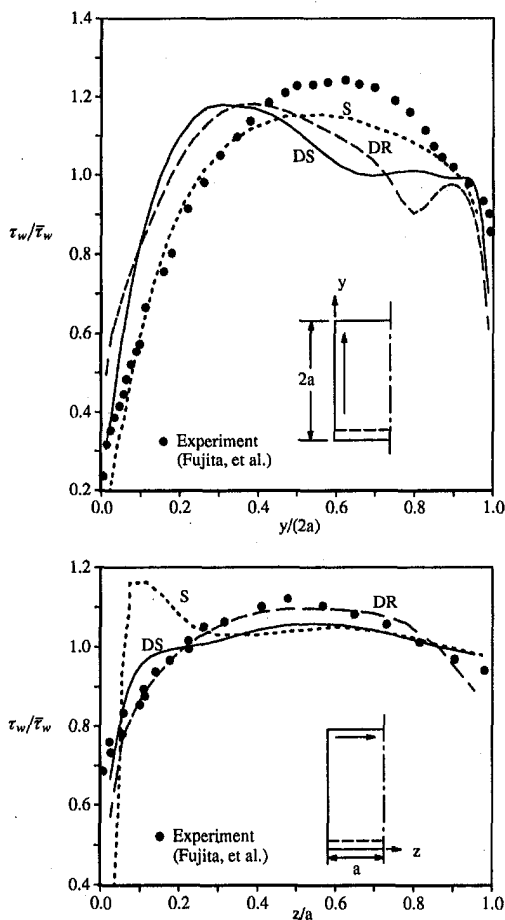 1.4
1.2
S
1.0
DS
DR
τw/τ̄w
0.8
y
0.6
2a
0.4
● Experiment
(Fujita, et al.)
0.2
0.0 0.2 0.4 0.6 0.8 1.0
y/(2a)
1.2
S
DR
DS
1.0
τw/τ̄w
0.8
0.6
● Experiment
(Fujita, et al.)
z
a
0.4
0.0 0.2 0.4 0.6 0.8 1.0
z/a